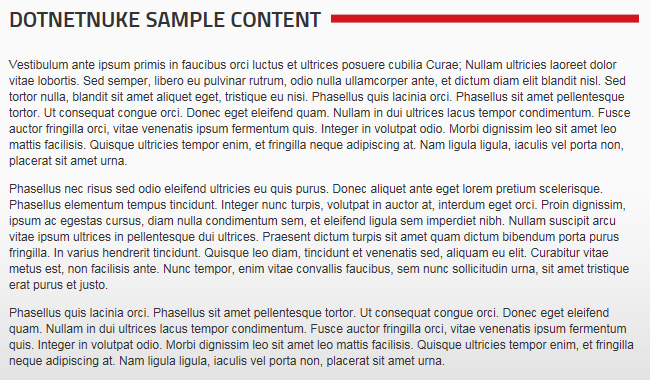 DOTNETNUKE SAMPLE CONTENT
Vestibulum ante ipsum primis in faucibus orci luctus et ultrices posuere cubilia Curae; Nullam ultricies laoreet dolor
vitae lobortis. Sed semper, libero eu pulvinar rutrum, odio nulla ullamcorper ante, et dictum diam elit blandit nisl. Sed
tortor nulla, blandit sit amet aliquet eget, tristique eu nisi. Phasellus quis lacinia orci. Phasellus sit amet pellentesque
tortor. Ut consequat congue orci. Donec eget eleifend quam. Nullam in dui ultrices lacus tempor condimentum. Fusce
auctor fringilla orci, vitae venenatis ipsum fermentum quis. Integer in volutpat odio. Morbi dignissim leo sit amet leo
mattis facilisis. Quisque ultricies tempor enim, et fringilla neque adipiscing at. Nam ligula ligula, iaculis vel porta non,
placerat sit amet urna.
Phasellus nec risus sed odio eleifend ultricies eu quis purus. Donec aliquet ante eget lorem pretium scelerisque.
Phasellus elementum tempus tincidunt. Integer nunc turpis, volutpat in auctor at, interdum eget orci. Proin dignissim,
ipsum ac egestas cursus, diam nulla condimentum sem, et eleifend ligula sem imperdiet nibh. Nullam suscipit arcu
vitae ipsum ultrices in pellentesque dui ultrices. Praesent dictum turpis sit amet quam dictum bibendum porta purus
fringilla. In varius hendrerit tincidunt. Quisque leo diam, tincidunt et venenatis sed, aliquam eu elit. Curabitur vitae
metus est, non facilisis ante. Nunc tempor, enim vitae convallis faucibus, sem nunc sollicitudin urna, sit amet tristique
erat purus et justo.
Phasellus quis lacinia orci. Phasellus sit amet pellentesque tortor. Ut consequat congue orci. Donec eget eleifend
quam. Nullam in dui ultrices lacus tempor condimentum. Fusce auctor fringilla orci, vitae venenatis ipsum fermentum
quis. Integer in volutpat odio. Morbi dignissim leo sit amet leo mattis facilisis. Quisque ultricies tempor enim, et fringilla
neque adipiscing at. Nam ligula ligula, iaculis vel porta non, placerat sit amet urna.